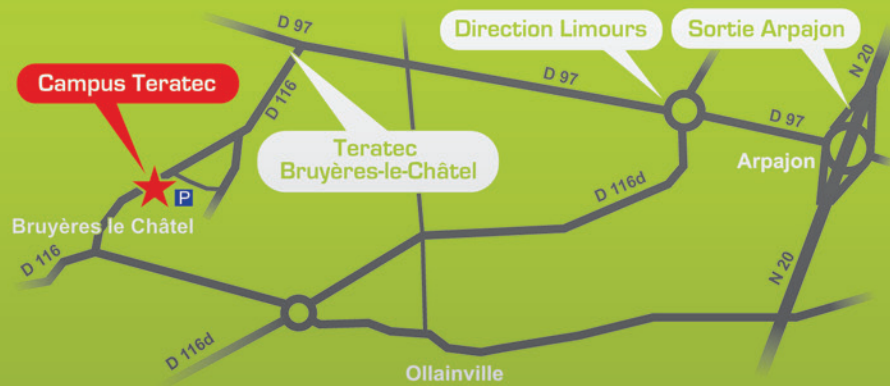 D 97
Direction Limours
Sortie Arpajon
N 20
Campus Teratec
D 116
D 97
D 97
Teratec
Bruyères-le-Châtel
Arpajon
P
D 116d
Bruyères le Châtel
D 116
N 20
D 116d
Ollainville